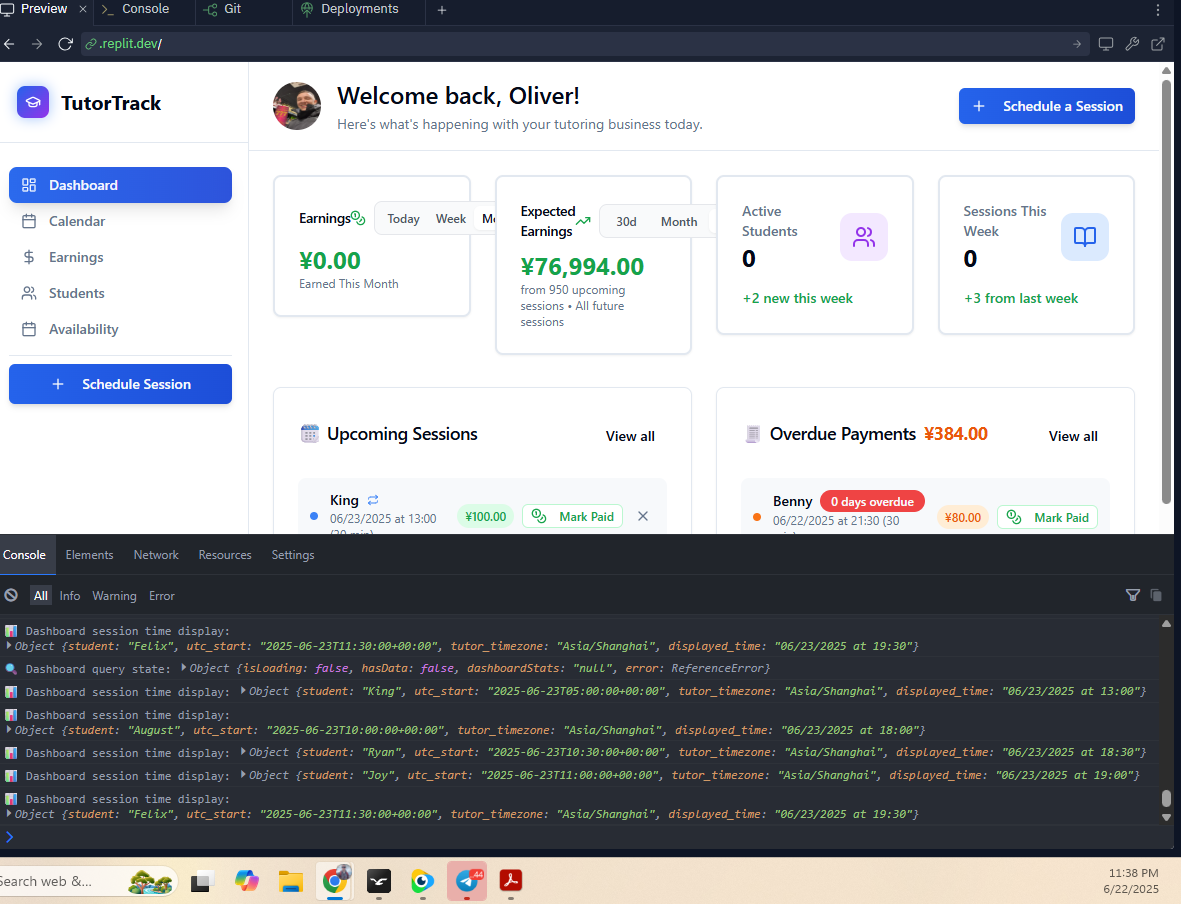 Preview
Console
Git
Deployments
.replit.dev/
TutorTrack
Dashboard
Calendar
Earnings
Students
Availability
Schedule Session
Welcome back, Oliver!
Here's what's happening with your tutoring business today.
Schedule a Session
Earnings
Today Week
¥0.00
Earned This Month
Expected
Earnings
30d Month
¥76,994.00
from 950 upcoming
sessions • All future
sessions
Active
Students
0
+2 new this week
Sessions This
Week
0
+3 from last week
Upcoming Sessions
View all
King
06/23/2025 at 13:00
¥100.00
Mark Paid
Overdue Payments ¥384.00
View all
Benny 0 days overdue
06/22/2025 at 21:30 (30
¥80.00
Mark Paid
Console Elements Network Resources Settings
All Info Warning Error
Dashboard session time display:
Object {student: "Felix", utc_start: "2025-06-23T11:30:00+00:00", tutor_timezone: "Asia/Shanghai", displayed_time: "06/23/2025 at 19:30"}
Dashboard query state: Object {isLoading: false, hasData: false, dashboardStats: "null", error: ReferenceError}
Dashboard session time display: Object {student: "King", utc_start: "2025-06-23T05:00:00+00:00", tutor_timezone: "Asia/Shanghai", displayed_time: "06/23/2025 at 13:00"}
Dashboard session time display:
Object {student: "August", utc_start: "2025-06-23T10:00:00+00:00", tutor_timezone: "Asia/Shanghai", displayed_time: "06/23/2025 at 18:00"}
Dashboard session time display: Object {student: "Ryan", utc_start: "2025-06-23T10:30:00+00:00", tutor_timezone: "Asia/Shanghai", displayed_time: "06/23/2025 at 18:30"}
Dashboard session time display: Object {student: "Joy", utc_start: "2025-06-23T11:00:00+00:00", tutor_timezone: "Asia/Shanghai", displayed_time: "06/23/2025 at 19:00"}
Dashboard session time display:
Object {student: "Felix", utc_start: "2025-06-23T11:30:00+00:00", tutor_timezone: "Asia/Shanghai", displayed_time: "06/23/2025 at 19:30"}
Search web &...
44
11:38 PM
6/22/2025